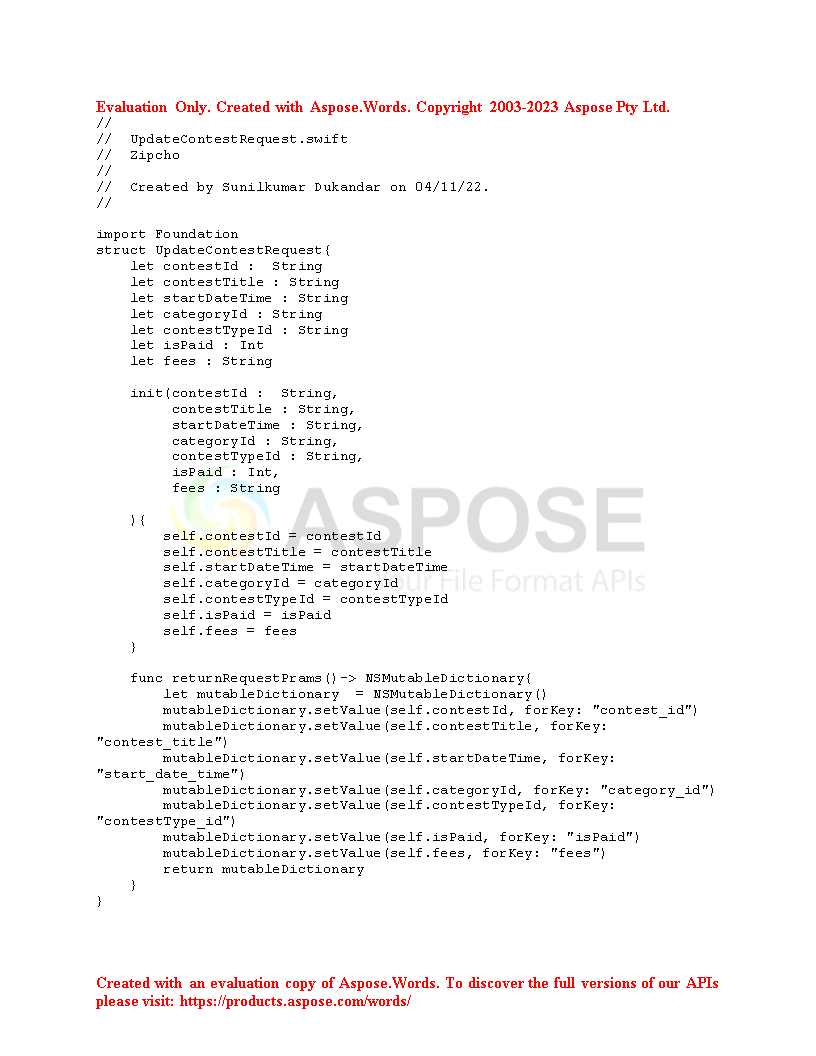 Evaluation Only. Created with Aspose.Words. Copyright 2003-2023 Aspose Pty Ltd.
//
//  UpdateContestRequest.swift
//  Zipcho
//
//  Created by Sunilkumar Dukandar on 04/11/22.
//

import Foundation
struct UpdateContestRequest{
    let contestId :  String
    let contestTitle : String
    let startDateTime : String
    let categoryId : String
    let contestTypeId : String
    let isPaid : Int
    let fees : String

    init(contestId :  String,
         contestTitle : String,
         startDateTime : String,
         categoryId : String,
         contestTypeId : String,
         isPaid : Int,
         fees : String

    ){
        self.contestId = contestId
        self.contestTitle = contestTitle
        self.startDateTime = startDateTime
        self.categoryId = categoryId
        self.contestTypeId = contestTypeId
        self.isPaid = isPaid
        self.fees = fees
    }

    func returnRequestPrams()-> NSMutableDictionary{
        let mutableDictionary  = NSMutableDictionary()
        mutableDictionary.setValue(self.contestId, forKey: "contest_id")
        mutableDictionary.setValue(self.contestTitle, forKey:
"contest_title")
        mutableDictionary.setValue(self.startDateTime, forKey:
"start_date_time")
        mutableDictionary.setValue(self.categoryId, forKey: "category_id")
        mutableDictionary.setValue(self.contestTypeId, forKey:
"contestType_id")
        mutableDictionary.setValue(self.isPaid, forKey: "isPaid")
        mutableDictionary.setValue(self.fees, forKey: "fees")
        return mutableDictionary
    }
}
ASPOSE
Your File Format APIs
Created with an evaluation copy of Aspose.Words. To discover the full versions of our APIs
please visit: https://products.aspose.com/words/